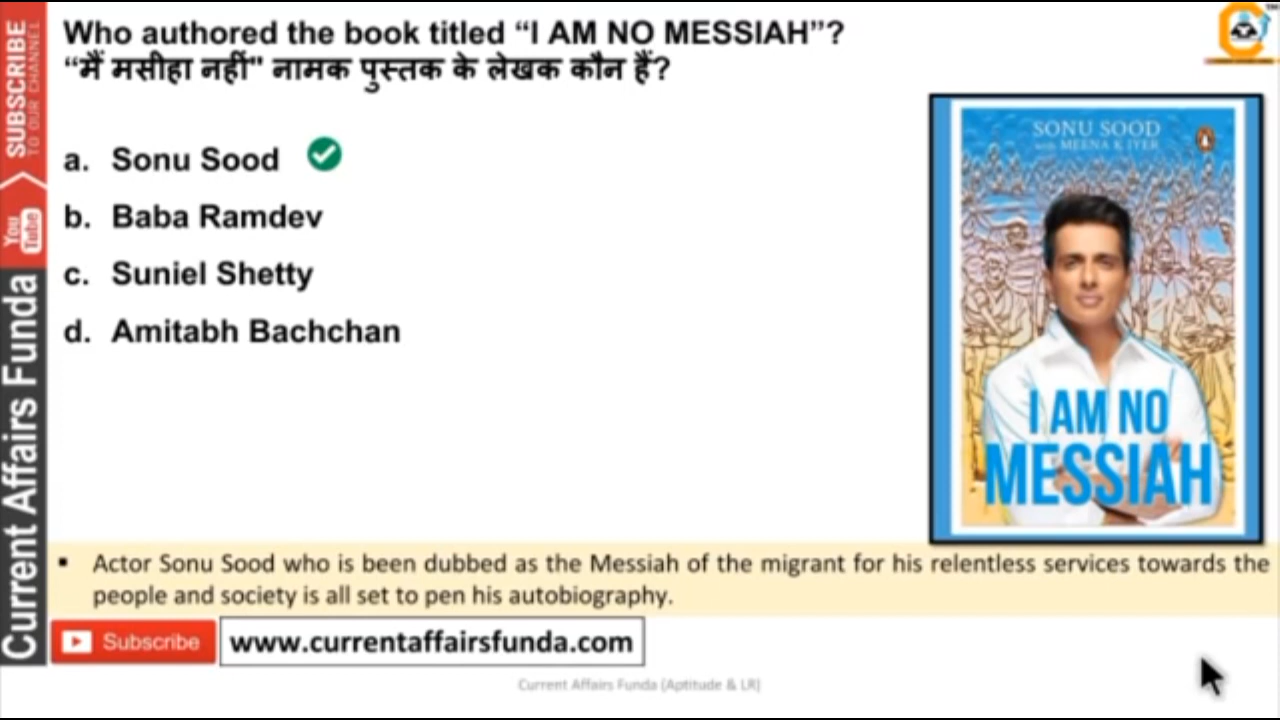 Who authored the book titled “I AM NO MESSIAH”?
“मैं मसीहा नहीं" नामक पुस्तक के लेखक कौन हैं?
a. Sonu Sood
b. Baba Ramdev
c. Suniel Shetty
d. Amitabh Bachchan
SONU SOOD
with MEENA K IYER
I AM NO
MESSIAH
▪ Actor Sonu Sood who is been dubbed as the Messiah of the migrant for his relentless services towards the
people and society is all set to pen his autobiography.
Subscribe
www.currentaffairsfunda.com
Current Affairs Funda (Aptitude & LR)
SUBSCRIBE
TO OUR CHANNEL
You
Tube
Current Affairs Funda
TM